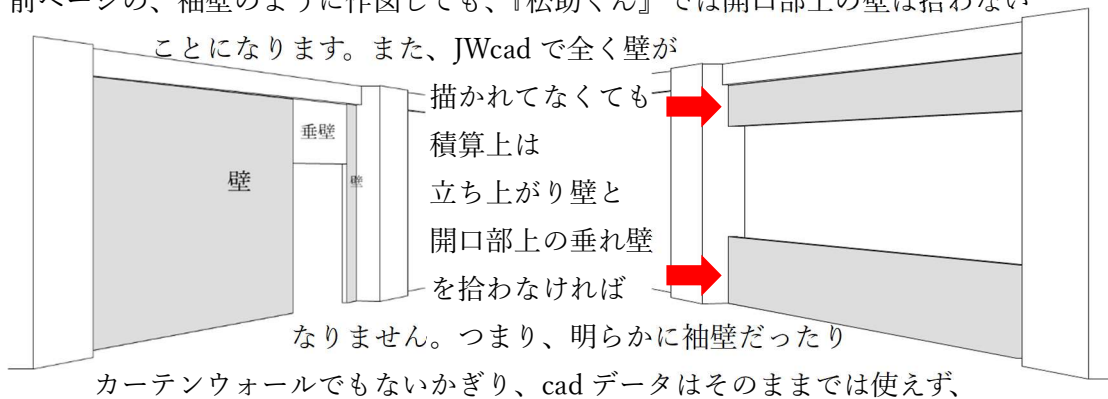 前ページの、袖壁のように作図しても、『松助くん』では開口部上の壁は拾わない
ことになります。また、JWcad で全く壁が
描かれてなくても
積算上は
立ち上がり壁と
開口部上の垂れ壁
を拾わなければ
なりません。つまり、明らかに袖壁だったり
カーテンウォールでもないかぎり、cad データはそのままでは使えず、
壁
垂壁
壁